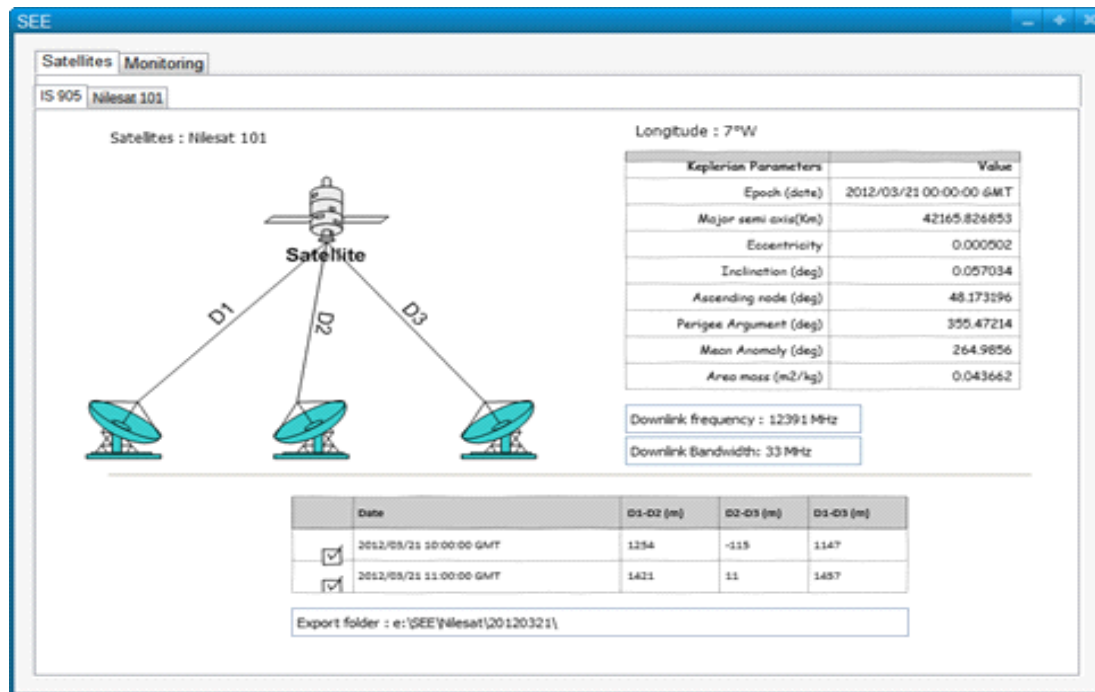 SEE
Satellites Monitoring
IS 905 Nilesat 101
Satellites : Nilesat 101
Longitude : 7°W
Keplerian Parameters Value
Epoch (date) 2012/03/21 00:00:00 GMT
Major semi axis(Km) 42165.826853
Eccentricity 0.000502
Inclination (deg) 0.057034
Ascending node (deg) 48.173196
Perigee Argument (deg) 355.47214
Mean Anomaly (deg) 264.9856
Area mass (m2/kg) 0.043662
Satellite
D1
D2
D3
Downlink frequency : 12391 MHz
Downlink Bandwidth: 33 MHz
Date D1-D2 (m) D2-D3 (m) D1-D3 (m)
2012/03/21 10:00:00 GMT 1254 -115 1147
2012/03/21 11:00:00 GMT 1421 11 1457
Export folder : e:\SEE\Nilesat\20120321\